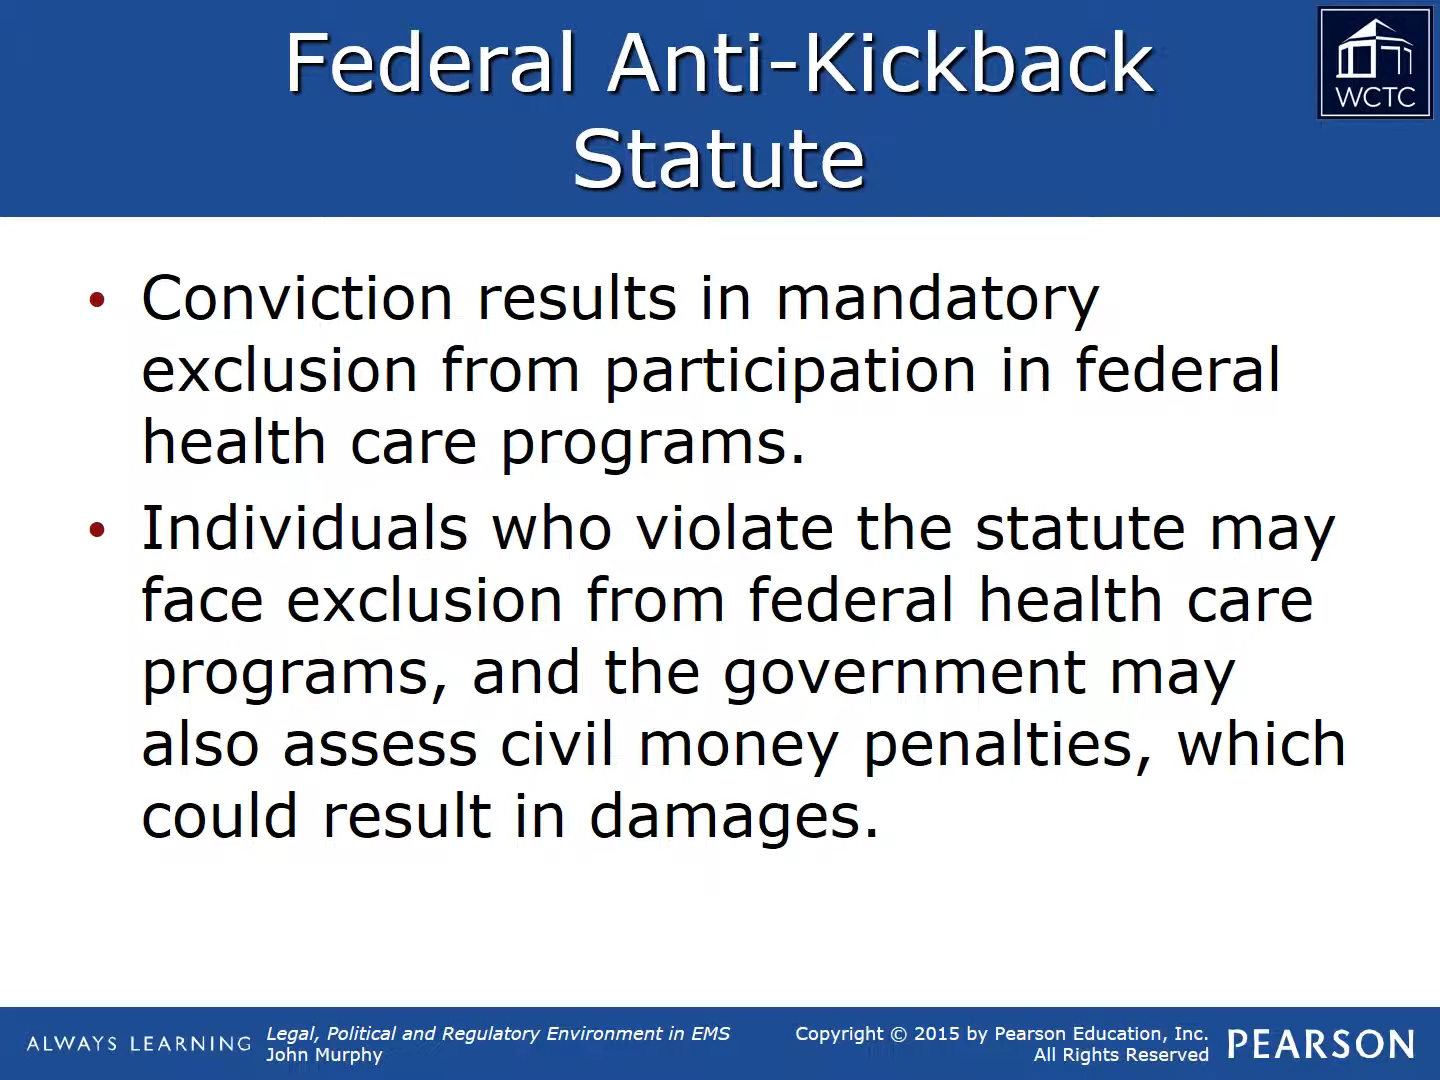 Federal Anti-Kickback
Statute
WCTC
• Conviction results in mandatory
exclusion from participation in federal
health care programs.
• Individuals who violate the statute may
face exclusion from federal health care
programs, and the government may
also assess civil money penalties, which
could result in damages.
ALWAYS LEARNING
Legal, Political and Regulatory Environment in EMS
John Murphy
Copyright © 2015 by Pearson Education, Inc.
All Rights Reserved
PEARSON